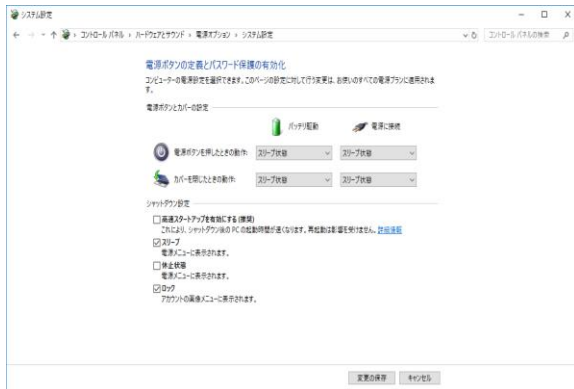 システム設定
コントロール パネル › ハードウェアとサウンド › 電源オプション › システム設定
コントロール パネルの検索
電源ボタンの定義とパスワード保護の有効化
コンピューターの電源設定を選択できます。このページの設定に対して行う変更は、お使いのすべての電源プランに適用されま
す。
電源ボタンとカバーの設定
バッテリ駆動 電源に接続
電源ボタンを押したときの動作: スリープ状態 スリープ状態
カバーを閉じたときの動作: スリープ状態 スリープ状態
シャットダウン設定
高速スタートアップを有効にする (推奨)
これにより、シャットダウン後の PC の起動時間が速くなります。再起動は影響を受けません。詳細情報
スリープ
電源メニューに表示されます。
休止状態
電源メニューに表示されます。
ロック
アカウントの画像メニューに表示されます。
変更の保存 キャンセル